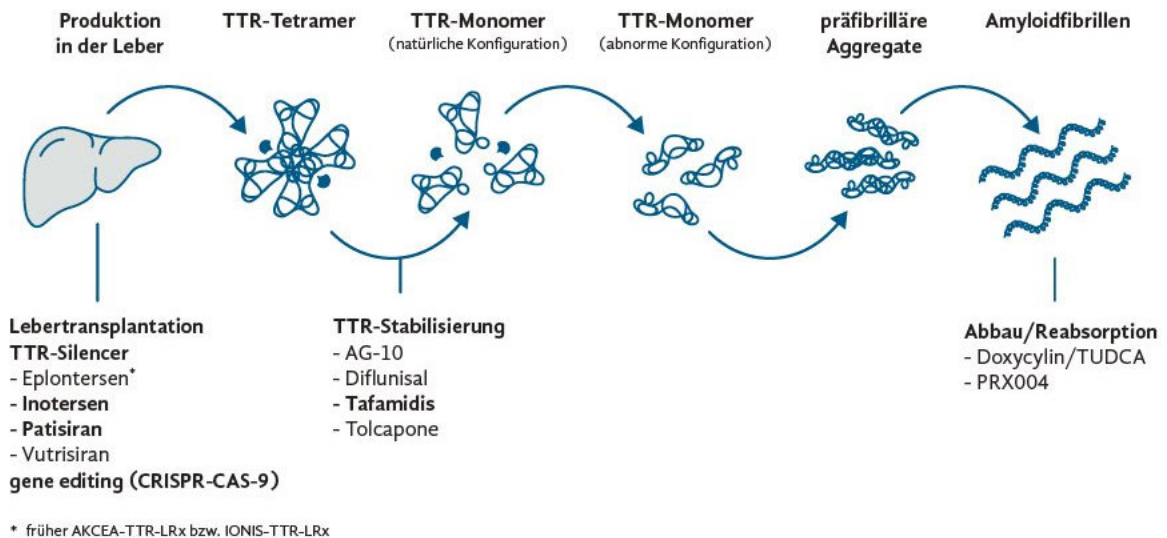 Produktion
in der Leber
TTR-Tetramer
TTR-Monomer
(natürliche Konfiguration)
TTR-Monomer
(abnorme Konfiguration)
präfibrilläre
Aggregate
Amyloidfibrillen
Lebertransplantation
TTR-Silencer
- Eplontersen*
- Inotersen
- Patisiran
- Vutrisiran
gene editing (CRISPR-CAS-9)
TTR-Stabilisierung
- AG-10
- Diflunisal
- Tafamidis
- Tolcapone
Abbau/Reabsorption
- Doxycylin/TUDCA
- PRX004
* früher AKCEA-TTR-LRx bzw. IONIS-TTR-LRx